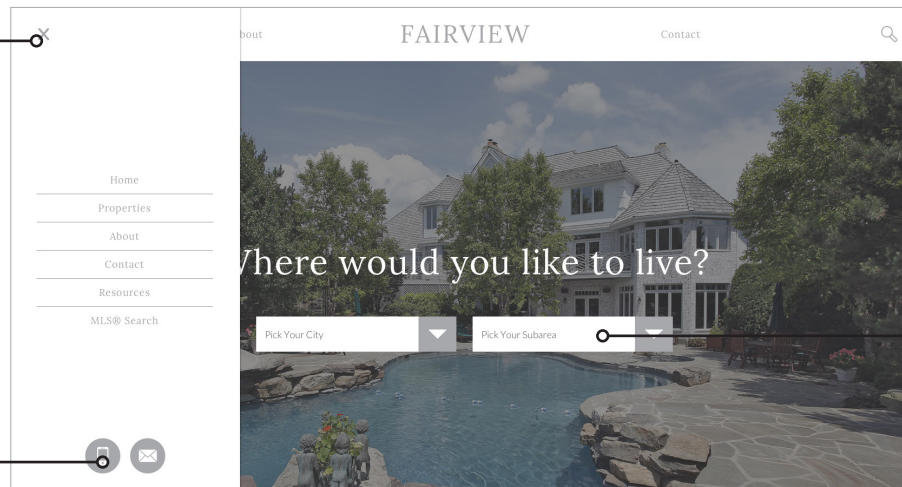 bout
FAIRVIEW
Contact
Home
Properties
About
Contact
Resources
MLS® Search
here would you like to live?
Pick Your City
Pick Your Subarea